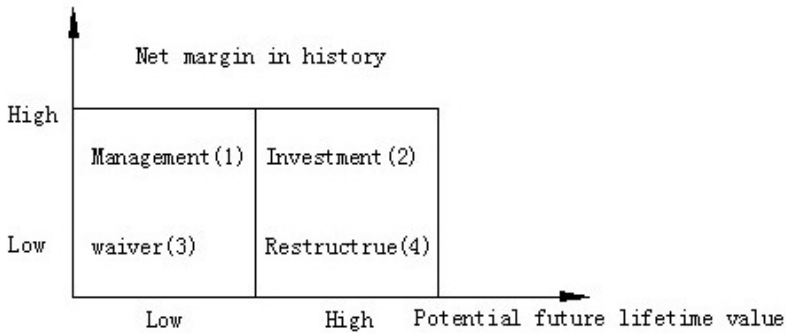 Net margin in history
High
Management(1) Investment(2)
Low waiver(3) Restructrue(4)
Low High Potential future lifetime value